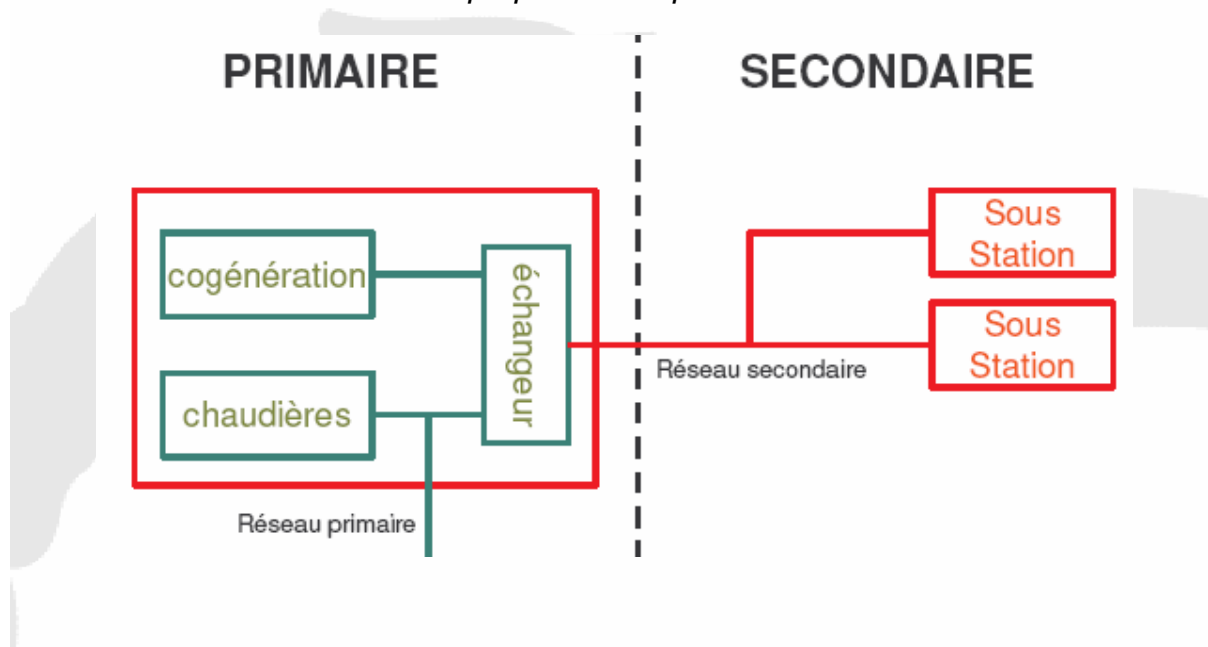 PRIMAIRE
SECONDAIRE
cogénération
échangeur
chaudières
Réseau primaire
Réseau secondaire
Sous
Station
Sous
Station